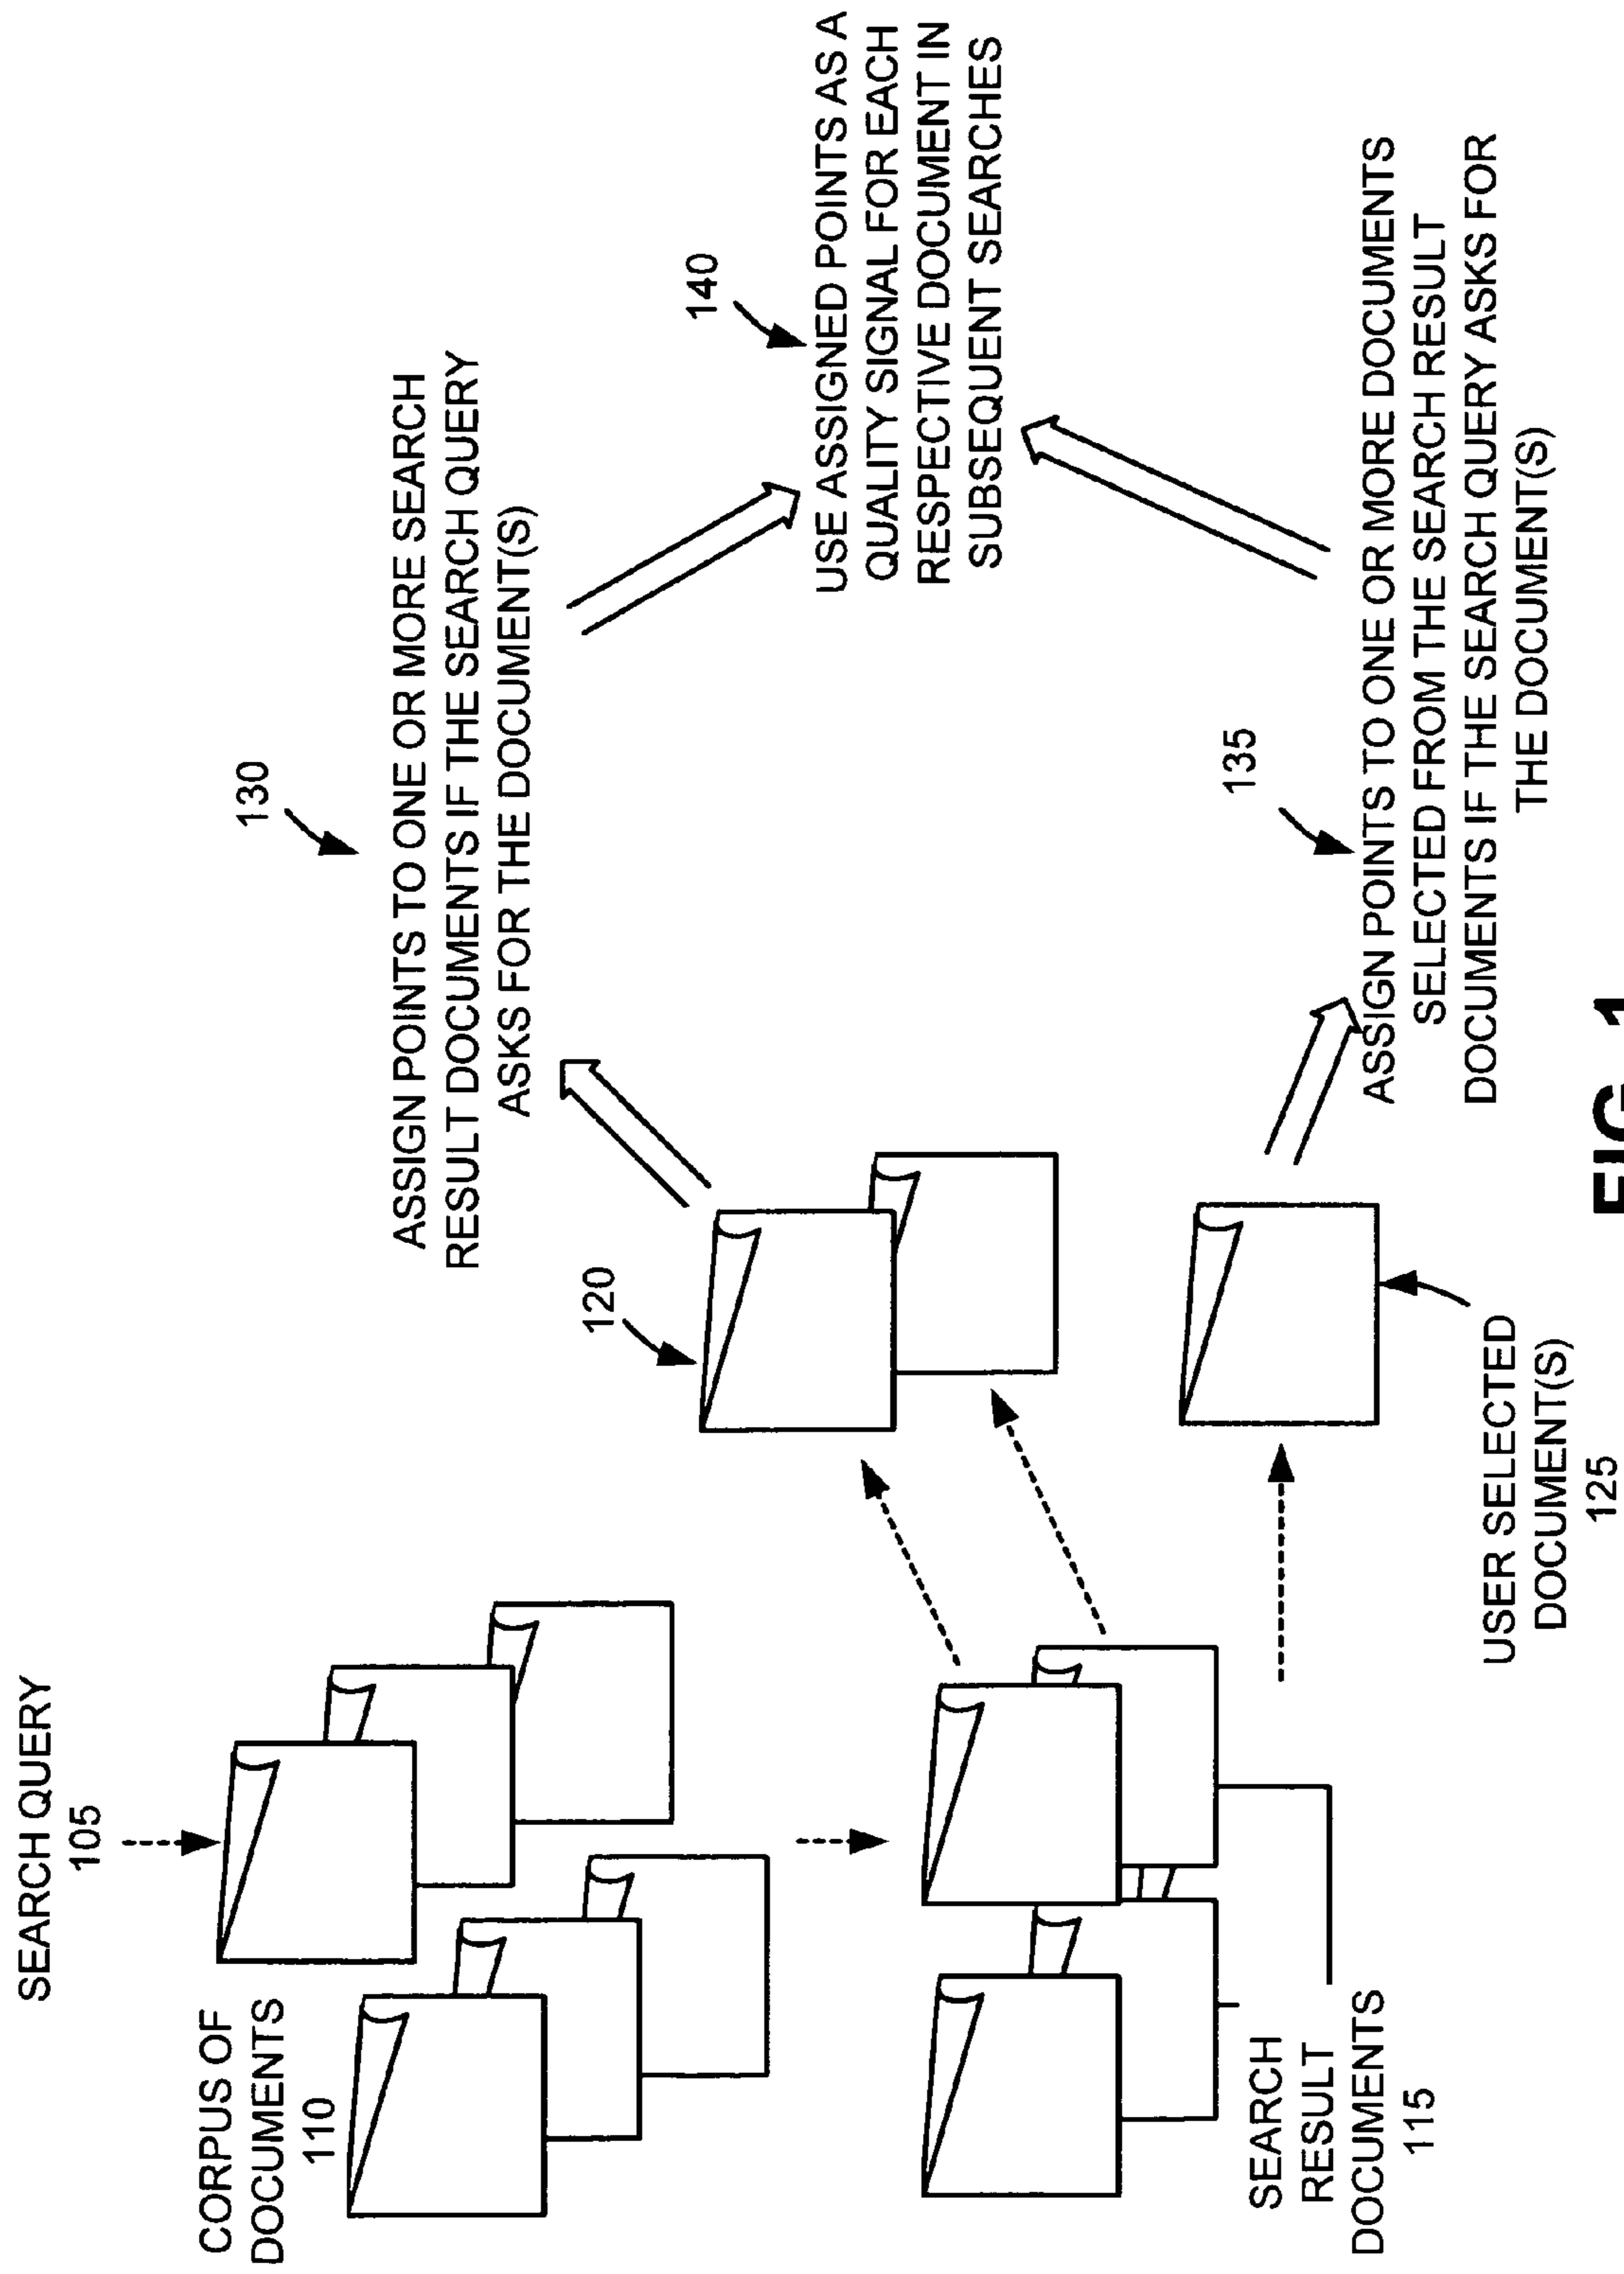 SEARCH QUERY
105
CORPUS OF
DOCUMENTS
110
SEARCH
RESULT
DOCUMENTS
115
120
USER SELECTED
DOCUMENT(S)
125
130
ASSIGN POINTS TO ONE OR MORE SEARCH
RESULT DOCUMENTS IF THE SEARCH QUERY
ASKS FOR THE DOCUMENT(S)
135
ASSIGN POINTS TO ONE OR MORE DOCUMENTS
SELECTED FROM THE SEARCH RESULT
DOCUMENTS IF THE SEARCH QUERY ASKS FOR
THE DOCUMENT(S)
140
USE ASSIGNED POINTS AS A
QUALITY SIGNAL FOR EACH
RESPECTIVE DOCUMENT IN
SUBSEQUENT SEARCHES
FIG. 1